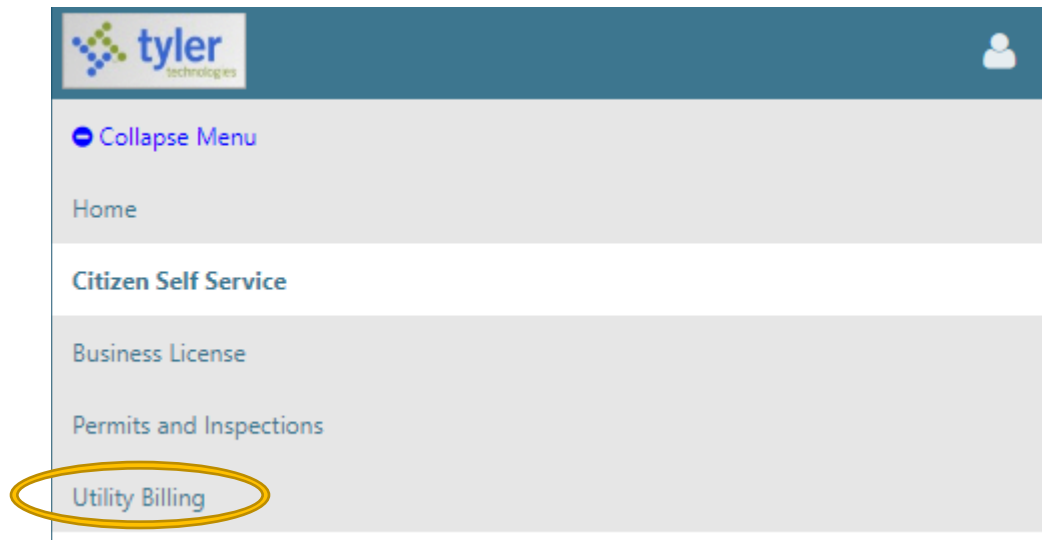 tyler
technologies
Collapse Menu
Home
Citizen Self Service
Business License
Permits and Inspections
Utility Billing